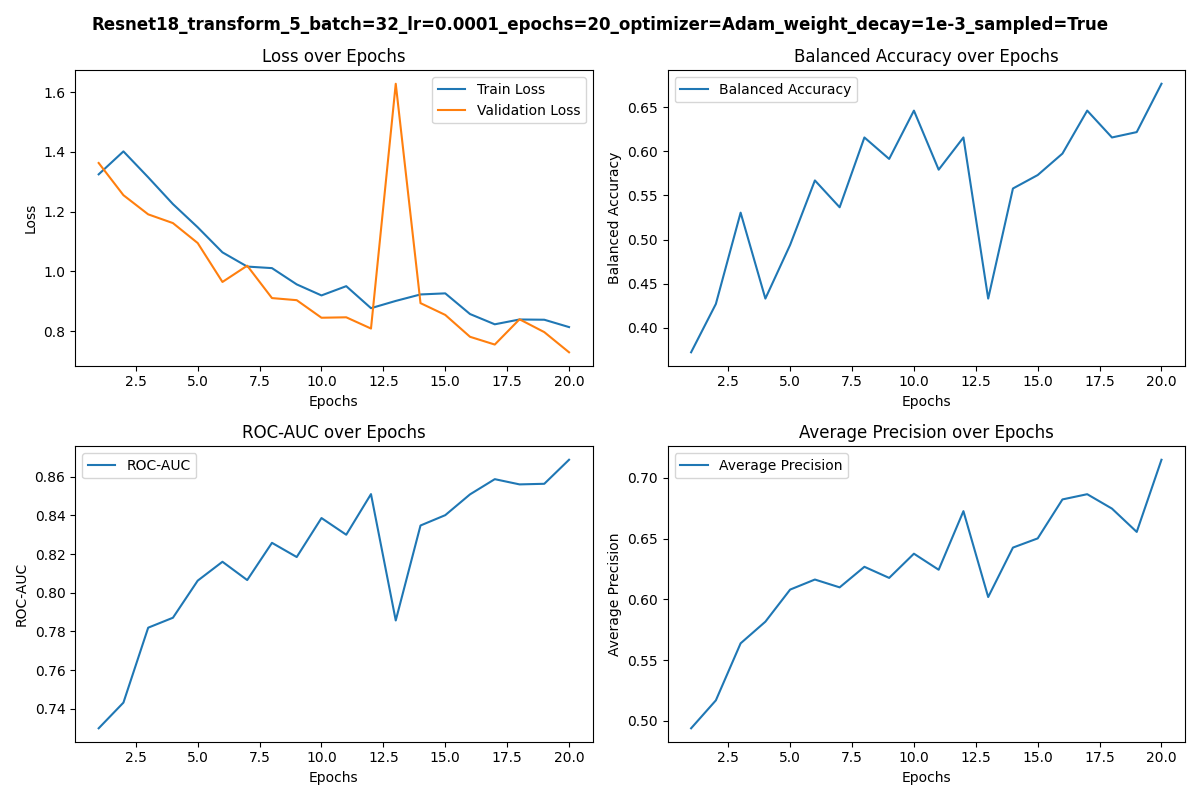 Resnet18_transform_5_batch=32_lr=0.0001_epochs=20_optimizer=Adam_weight_decay=1e-3_sampled=True
Loss over Epochs
Train Loss
Validation Loss
1.6
1.4
1.2
1.0
0.8
Loss
2.5 5.0 7.5 10.0 12.5 15.0 17.5 20.0
Epochs
Balanced Accuracy over Epochs
Balanced Accuracy
0.65
0.60
0.55
0.50
0.45
0.40
Balanced Accuracy
2.5 5.0 7.5 10.0 12.5 15.0 17.5 20.0
Epochs
ROC-AUC over Epochs
ROC-AUC
0.86
0.84
0.82
0.80
0.78
0.76
0.74
ROC-AUC
2.5 5.0 7.5 10.0 12.5 15.0 17.5 20.0
Epochs
Average Precision over Epochs
Average Precision
0.70
0.65
0.60
0.55
0.50
Average Precision
2.5 5.0 7.5 10.0 12.5 15.0 17.5 20.0
Epochs